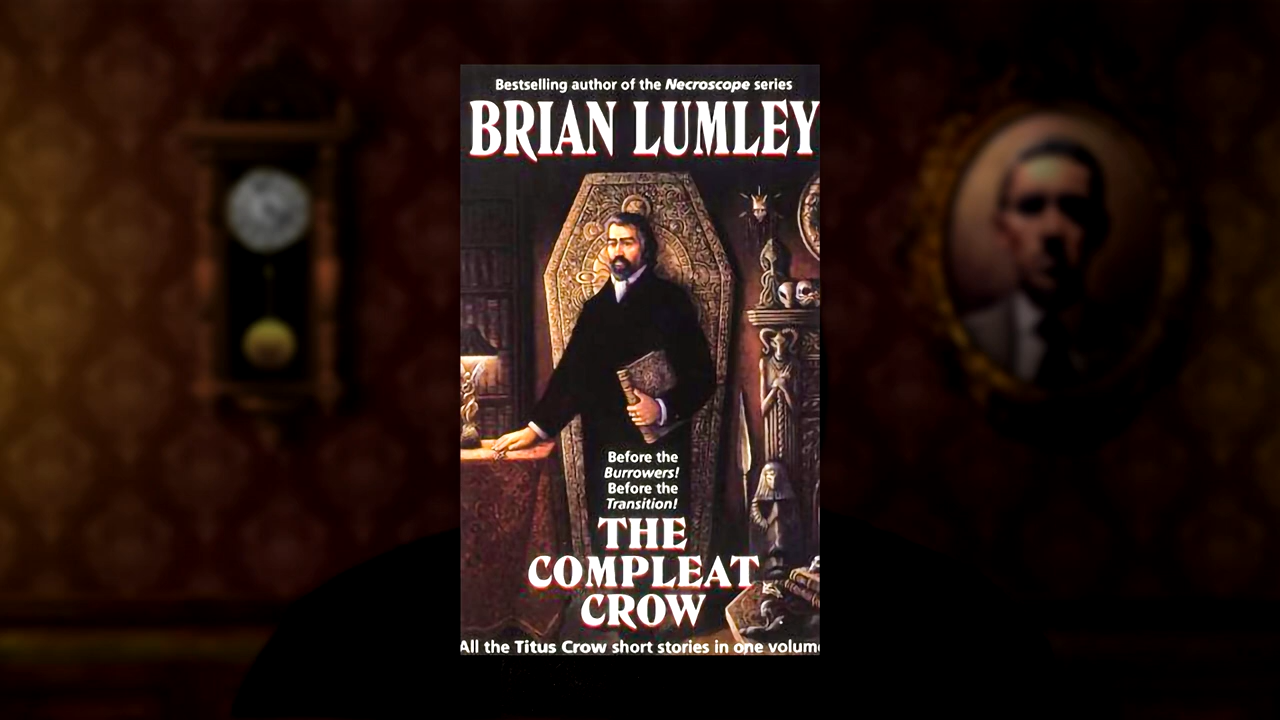 Bestselling author of the Necroscope series
BRIAN LUMLEY
Before the
Burrowers!
Before the
Transition!
THE
COMPLEAT
CROW
All the Titus Crow short stories in one volume